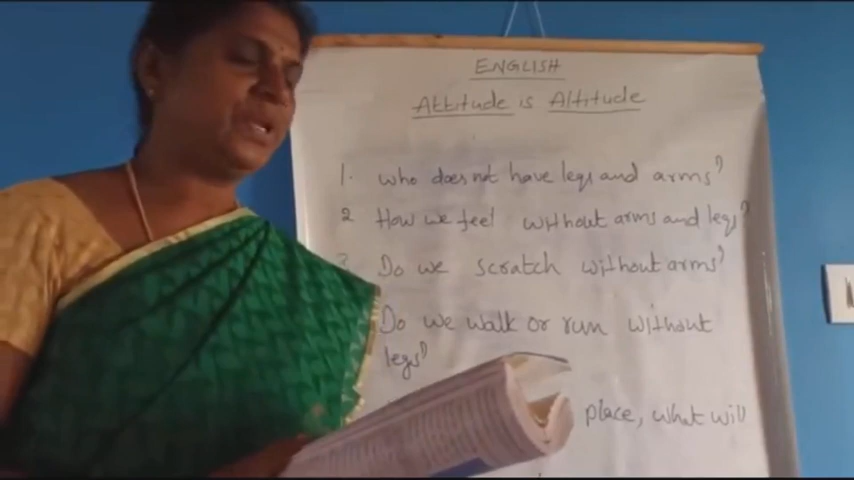 ENGLISH
Attitude is Altitude
1. who does not have legs and arms?
2 How we feel without arms and legs?
3 Do we scratch without arms?
Do we walk or run without
legs?
place, what will